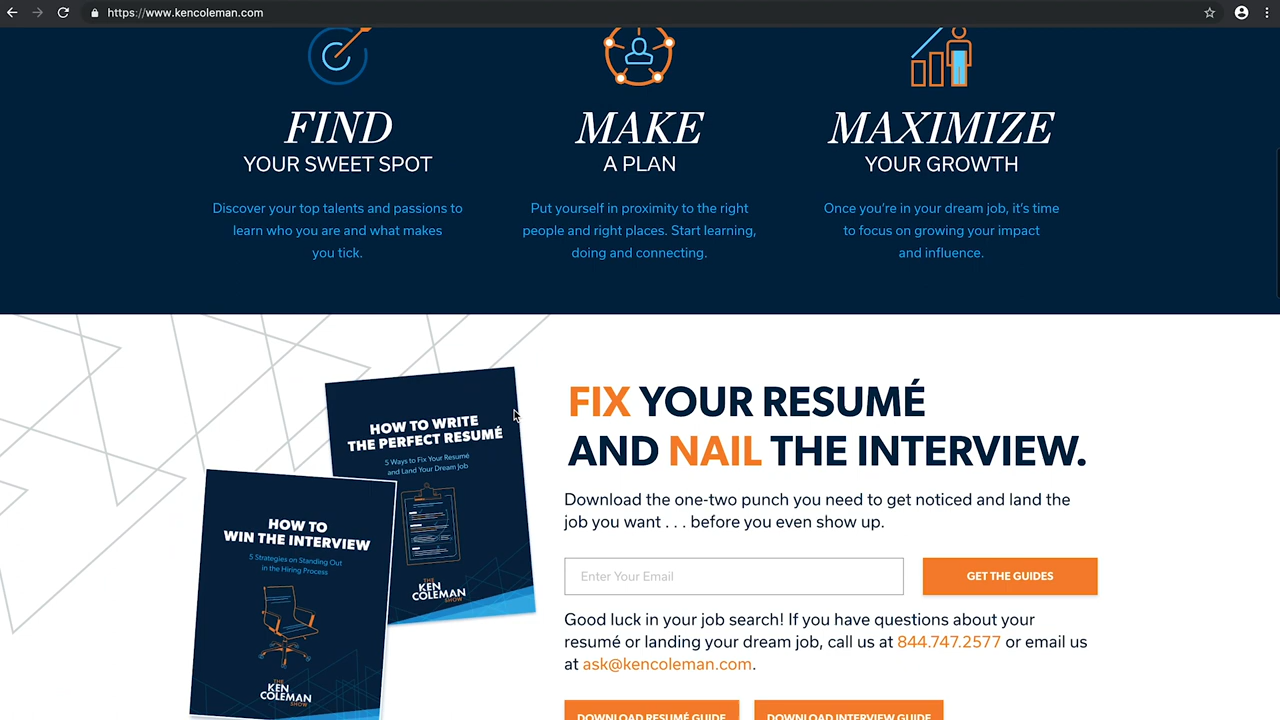 https://www.kencoleman.com
FIND
YOUR SWEET SPOT
Discover your top talents and passions to
learn who you are and what makes
you tick.
MAKE
A PLAN
Put yourself in proximity to the right
people and right places. Start learning,
doing and connecting.
MAXIMIZE
YOUR GROWTH
Once you're in your dream job, it's time
to focus on growing your impact
and influence.
HOW TO WRITE
THE PERFECT RESUMÉ
5 Ways to Fix Your Resumé
and Land Your Dream Job
THE
KEN
COLEMAN
SHOW
HOW TO
WIN THE INTERVIEW
5 Strategies on Standing Out
in the Hiring Process
THE
KEN
COLEMAN
SHOW
FIX YOUR RESUMÉ
AND NAIL THE INTERVIEW.
Download the one-two punch you need to get noticed and land the
job you want . . . before you even show up.
Enter Your Email
GET THE GUIDES
Good luck in your job search! If you have questions about your
resumé or landing your dream job, call us at 844.747.2577 or email us
at ask@kencoleman.com.
DOWNLOAD RESUMÉ GUIDE
DOWNLOAD INTERVIEW GUIDE